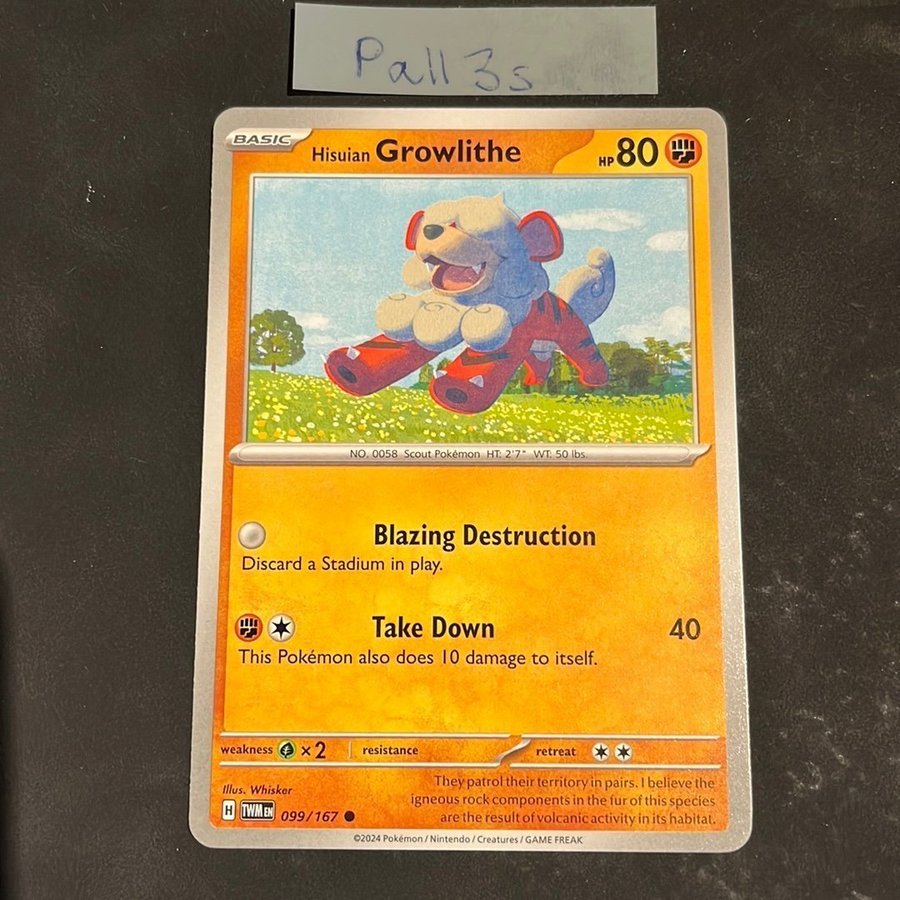 Pall3s
BASIC
Hisuian Growlithe
HP 80
NO. 0058 Scout Pokémon HT: 2'7" WT: 50 lbs.
Blazing Destruction
Discard a Stadium in play.
Take Down 40
This Pokémon also does 10 damage to itself.
weakness ×2 resistance retreat
They patrol their territory in pairs. I believe the
igneous rock components in the fur of this species
are the result of volcanic activity in its habitat.
Illus. Whisker
H TWM EN 099/167
©2024 Pokémon / Nintendo / Creatures / GAME FREAK